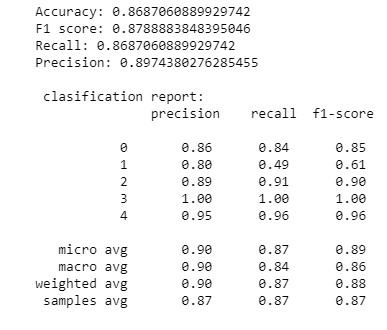 Accuracy: 0.8687060889929742
F1 score: 0.8788883848395046
Recall: 0.8687060889929742
Precision: 0.8974380276285455
clasification report:
precision recall f1-score
0 0.86 0.84 0.85
1 0.80 0.49 0.61
2 0.89 0.91 0.90
3 1.00 1.00 1.00
4 0.95 0.96 0.96
micro avg 0.90 0.87 0.89
macro avg 0.90 0.84 0.86
weighted avg 0.90 0.87 0.88
samples avg 0.87 0.87 0.87